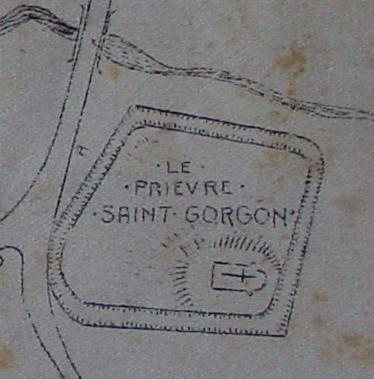 ·LE·
·PRIEVRE·
·SAINT·GORGON·
A